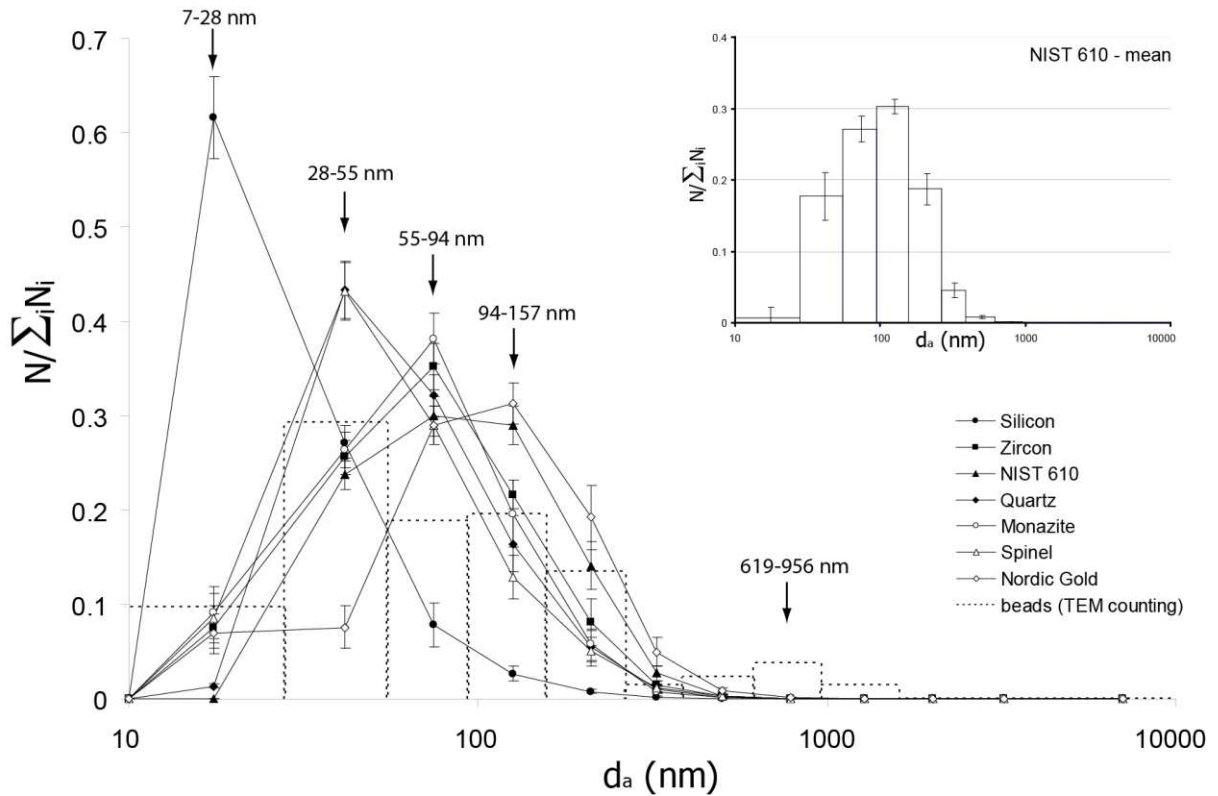 7-28 nm
28-55 nm
55-94 nm
94-157 nm
619-956 nm
0.7
0.6
0.5
0.4
0.3
0.2
0.1
0
N/∑iNi
10
100
1000
10000
da (nm)
NIST 610 - mean
0.4
0.3
0.2
0.1
0
N/∑iNi
10
100
1000
10000
da (nm)
Silicon
Zircon
NIST 610
Quartz
Monazite
Spinel
Nordic Gold
beads (TEM counting)